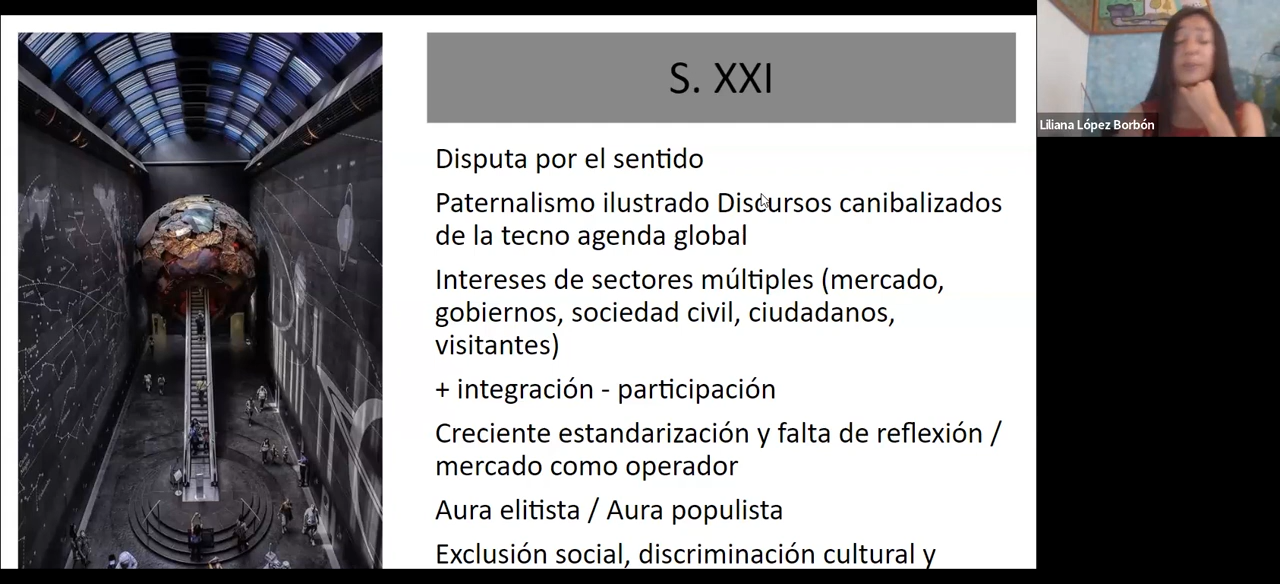 S. XXI
Disputa por el sentido
Paternalismo ilustrado Discursos canibalizados
de la tecno agenda global
Intereses de sectores múltiples (mercado,
gobiernos, sociedad civil, ciudadanos,
visitantes)
+ integración - participación
Creciente estandarización y falta de reflexión /
mercado como operador
Aura elitista / Aura populista
Exclusión social, discriminación cultural y
Liliana López Borbón